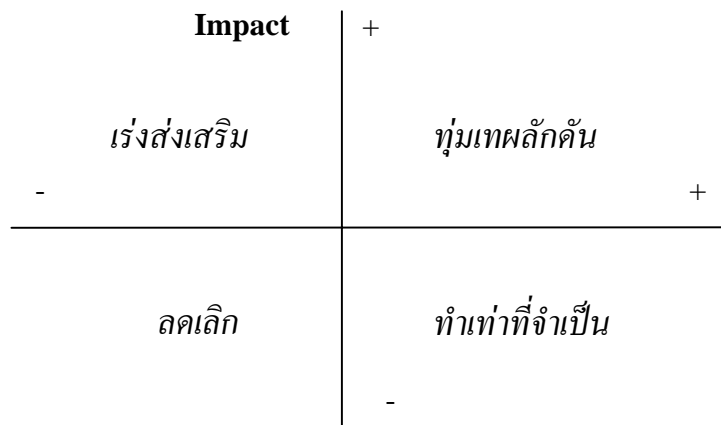 Impact +
เร่งส่งเสริม ทุ่มเทผลักดัน
- +
ลดเลิก ทำเท่าที่จำเป็น
-